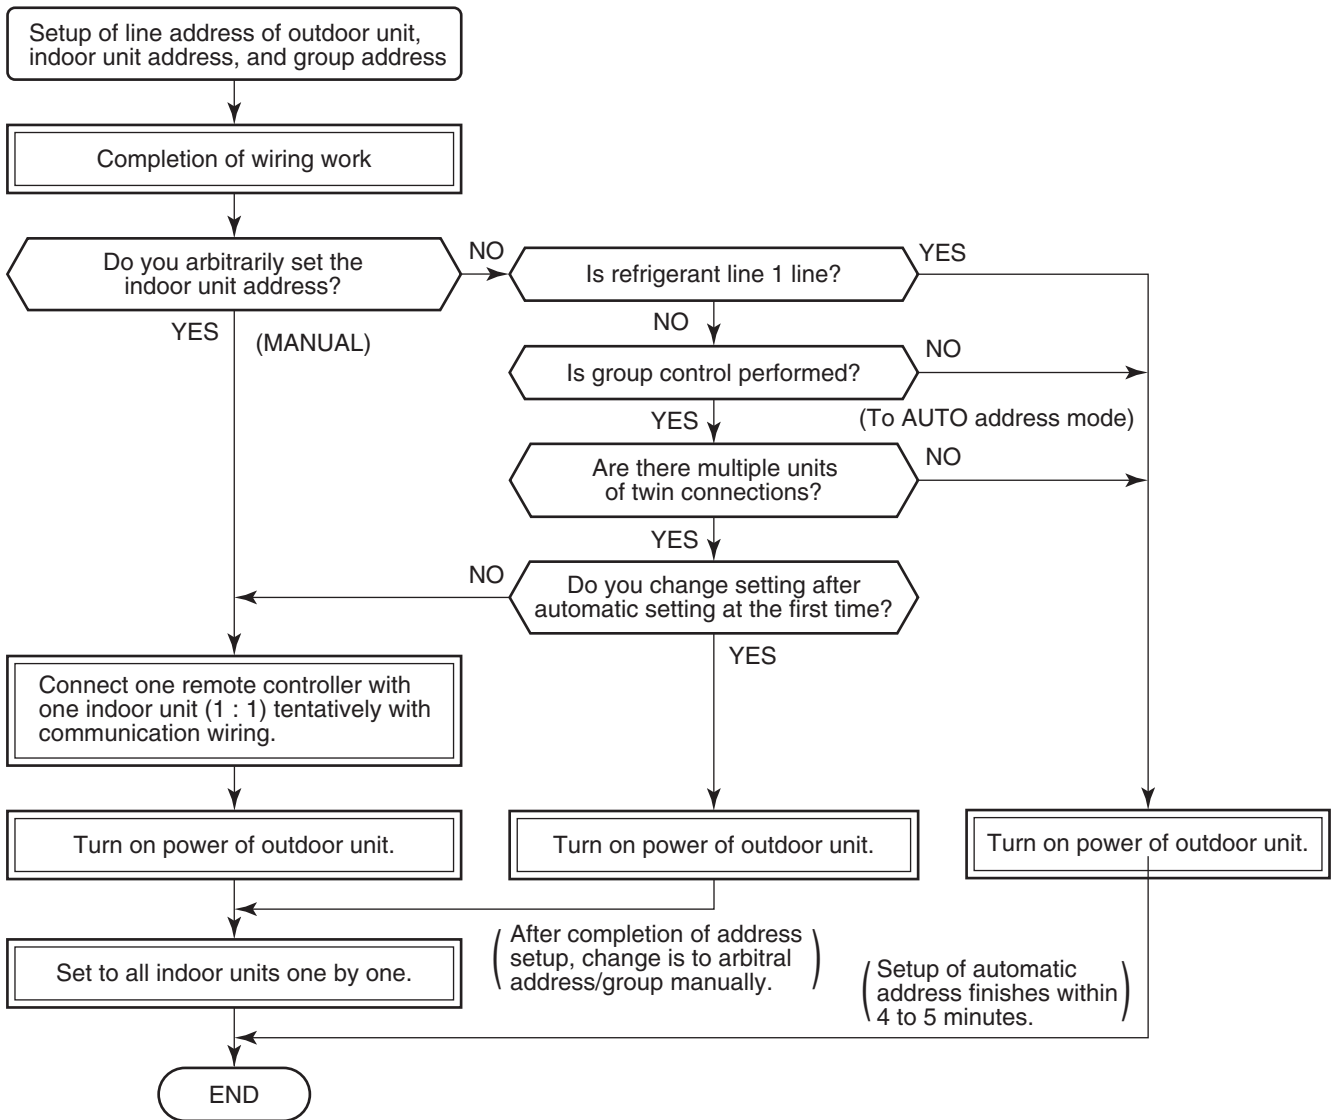 Setup of line address of outdoor unit,
indoor unit address, and group address
Completion of wiring work
Do you arbitrarily set the
indoor unit address?
NO
YES
(MANUAL)
Is refrigerant line 1 line?
YES
NO
Is group control performed?
NO
YES
(To AUTO address mode)
Are there multiple units
of twin connections?
NO
YES
Do you change setting after
automatic setting at the first time?
NO
YES
Connect one remote controller with
one indoor unit (1 : 1) tentatively with
communication wiring.
Turn on power of outdoor unit.
Turn on power of outdoor unit.
Turn on power of outdoor unit.
(After completion of address
setup, change is to arbitral
address/group manually.)
Set to all indoor units one by one.
(Setup of automatic
address finishes within
4 to 5 minutes.)
END